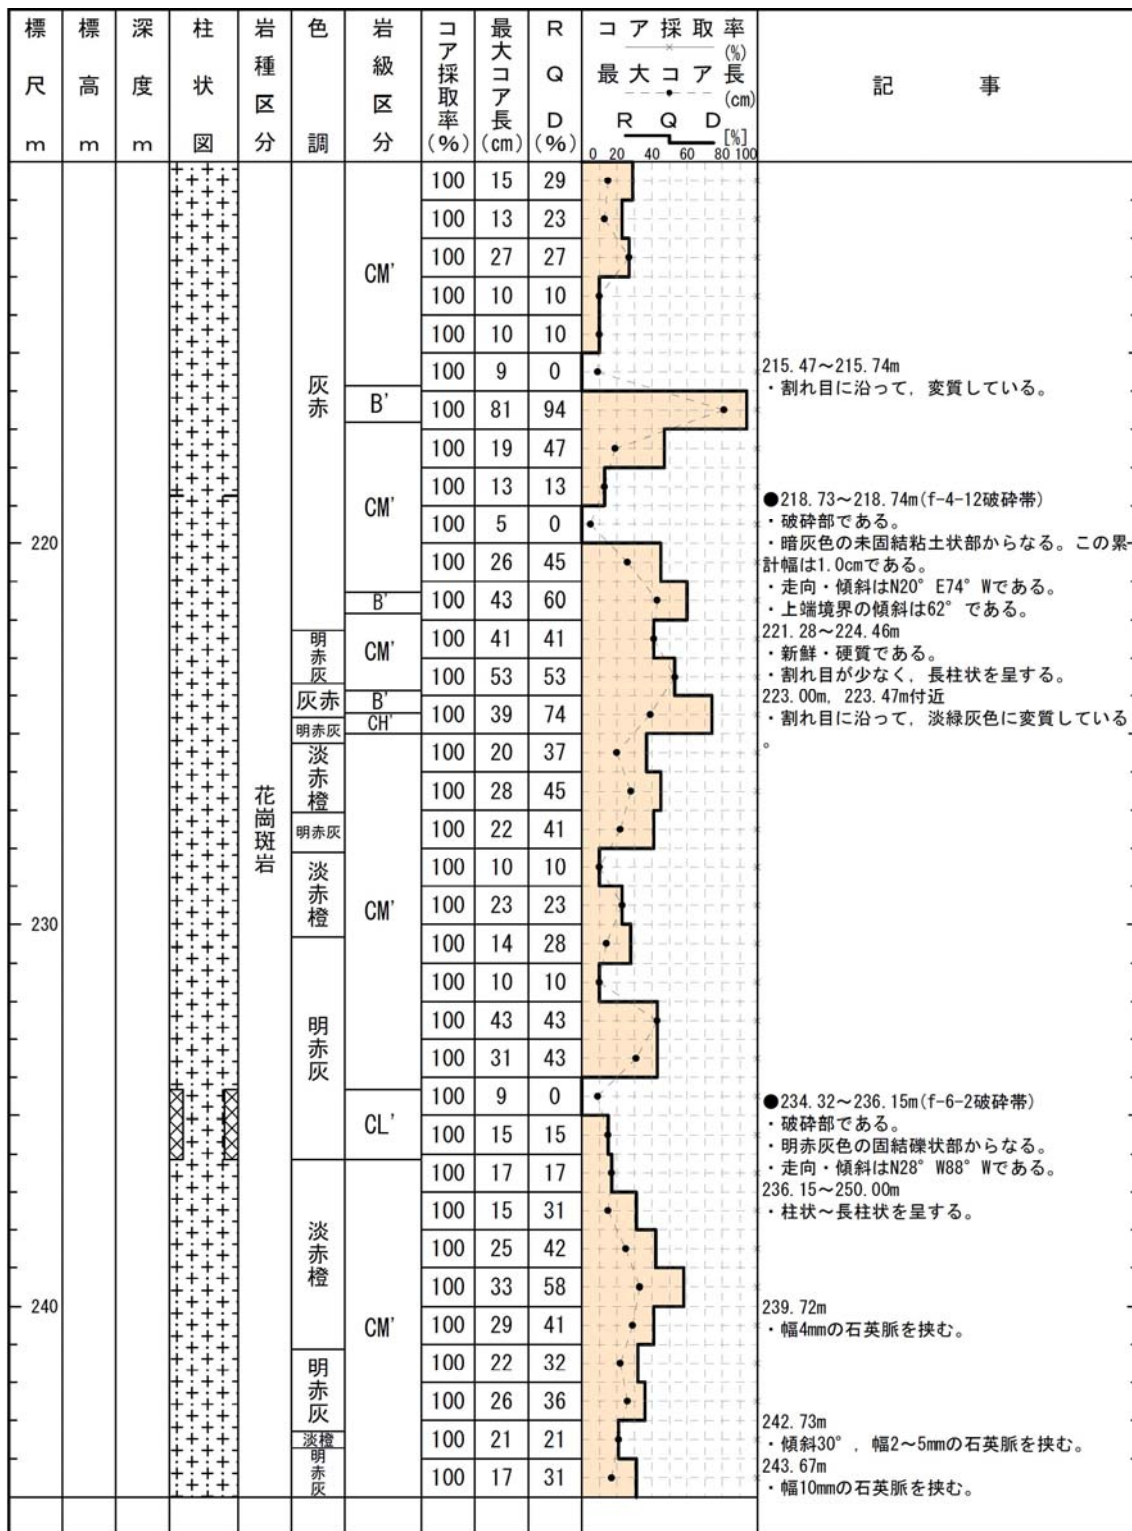 標尺m
標高m
深度m
柱状図
岩種区分
色調
岩級区分
コア採取率(%)
最大コア長(cm)
RQD(%)
コア採取率(%)
最大コア長(cm)
RQD[%]
0 20 40 60 80 100
記事
100 15 29
100 13 23
100 27 27
CM'
100 10 10
100 10 10
100 9 0
215.47～215.74m
・割れ目に沿って，変質している。
灰赤
B'
100 81 94
100 19 47
100 13 13
CM'
●218.73～218.74m(f-4-12破砕帯)
・破砕部である。
・暗灰色の未固結粘土状部からなる。この累
計幅は1.0cmである。
・走向・傾斜はN20°E74°Wである。
・上端境界の傾斜は62°である。
100 5 0
220
100 26 45
B'
100 43 60
221.28～224.46m
・新鮮・硬質である。
・割れ目が少なく，長柱状を呈する。
明赤灰
CM'
100 41 41
100 53 53
223.00m, 223.47m付近
・割れ目に沿って，淡緑灰色に変質している
。
灰赤
B'
100 39 74
明赤灰
CH'
淡赤橙
100 20 37
100 28 45
花崗斑岩
明赤灰
100 22 41
淡赤橙
100 10 10
CM'
100 23 23
230
100 14 28
100 10 10
明赤灰
100 43 43
100 31 43
100 9 0
CL'
100 15 15
●234.32～236.15m(f-6-2破砕帯)
・破砕部である。
・明赤灰色の固結礫状部からなる。
・走向・傾斜はN28°W88°Wである。
100 17 17
236.15～250.00m
・柱状～長柱状を呈する。
100 15 31
淡赤橙
100 25 42
100 33 58
240
239.72m
・幅4mmの石英脈を挟む。
CM'
100 29 41
明赤灰
100 22 32
100 26 36
242.73m
・傾斜30°，幅2～5mmの石英脈を挟む。
淡橙
100 21 21
明赤灰
243.67m
・幅10mmの石英脈を挟む。
100 17 31